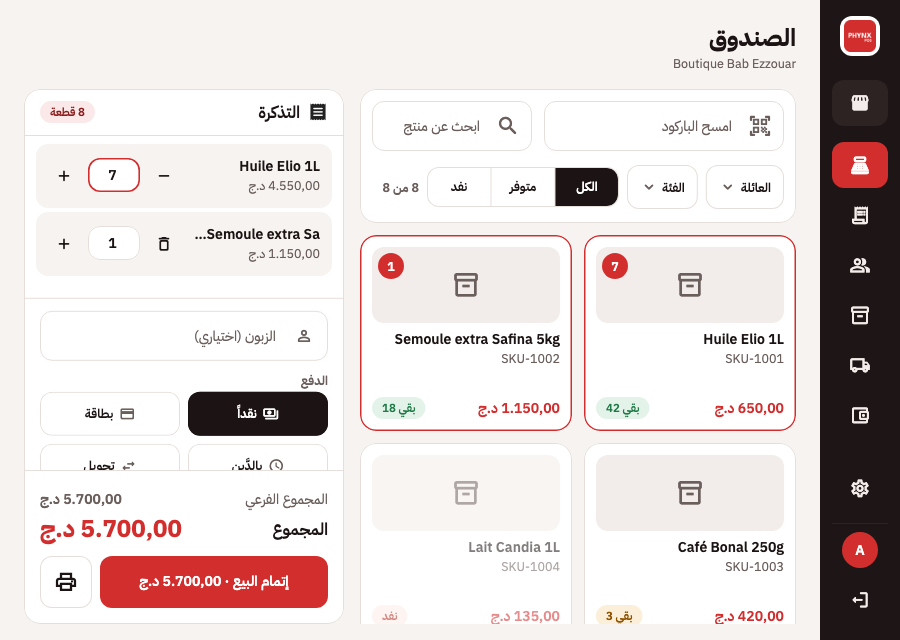 PHYNX
POS
الصندوق
Boutique Bab Ezzouar
امسح الباركود
ابحث عن منتج
العائلة
الفئة
الكل
متوفر
نفد
8 من 8
7
Huile Elio 1L
SKU-1001
650,00 د.ج
بقي 42
1
Semoule extra Safina 5kg
SKU-1002
1.150,00 د.ج
بقي 18
Café Bonal 250g
SKU-1003
420,00 د.ج
بقي 3
Lait Candia 1L
SKU-1004
135,00 د.ج
نفد
التذكرة
8 قطعة
Huile Elio 1L
4.550,00 د.ج
− 7 +
Semoule extra Sa...
1.150,00 د.ج
1 +
الزبون (اختياري)
الدفع
نقداً
بطاقة
بالدَّين
تحويل
المجموع الفرعي
5.700,00 د.ج
المجموع
5.700,00 د.ج
إتمام البيع · 5.700,00 د.ج
A